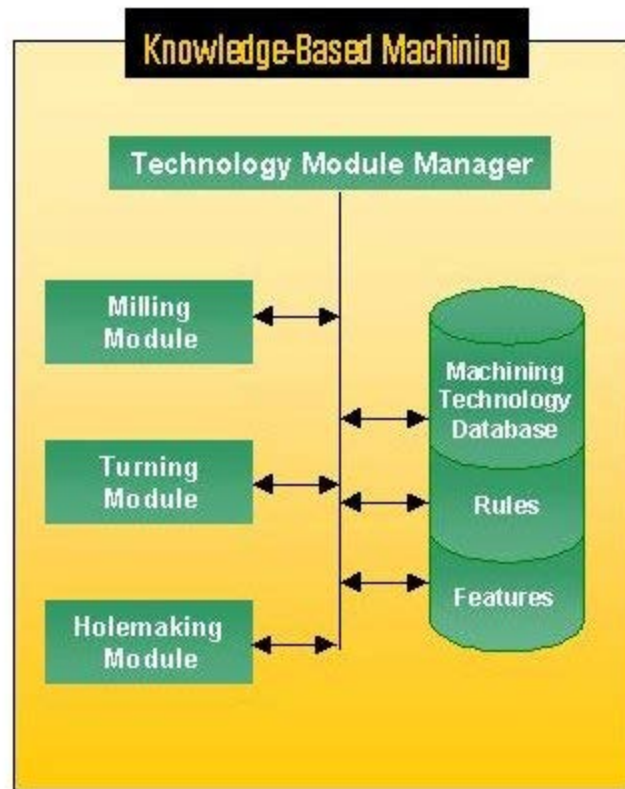 Knowledge-Based Machining
Technology Module Manager
Milling
Module
Machining
Technology
Database
Turning
Module
Rules
Features
Holemaking
Module